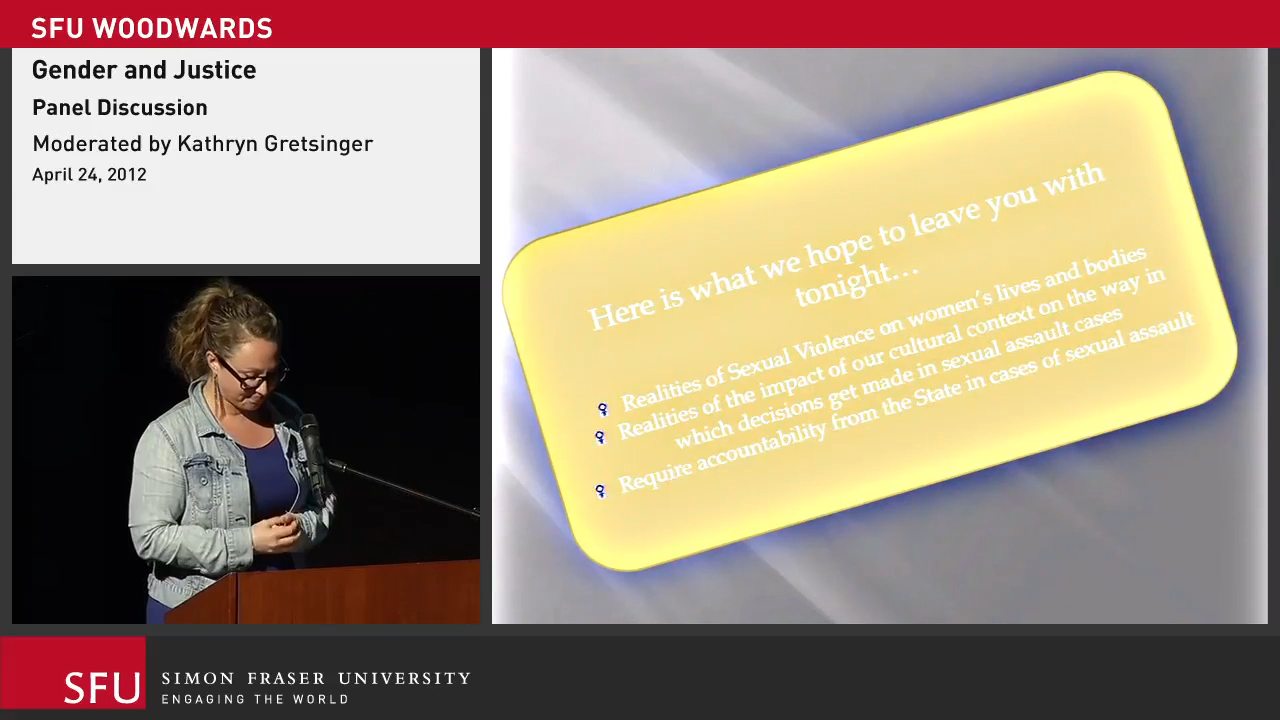 SFU WOODWARDS
Gender and Justice
Panel Discussion
Moderated by Kathryn Gretsinger
April 24, 2012
Here is what we hope to leave you with
tonight…
Realities of Sexual Violence on women's lives and bodies
Realities of the impact of our cultural context on the way in
which decisions get made in sexual assault cases
Require accountability from the State in cases of sexual assault
SFU
SIMON FRASER UNIVERSITY
ENGAGING THE WORLD